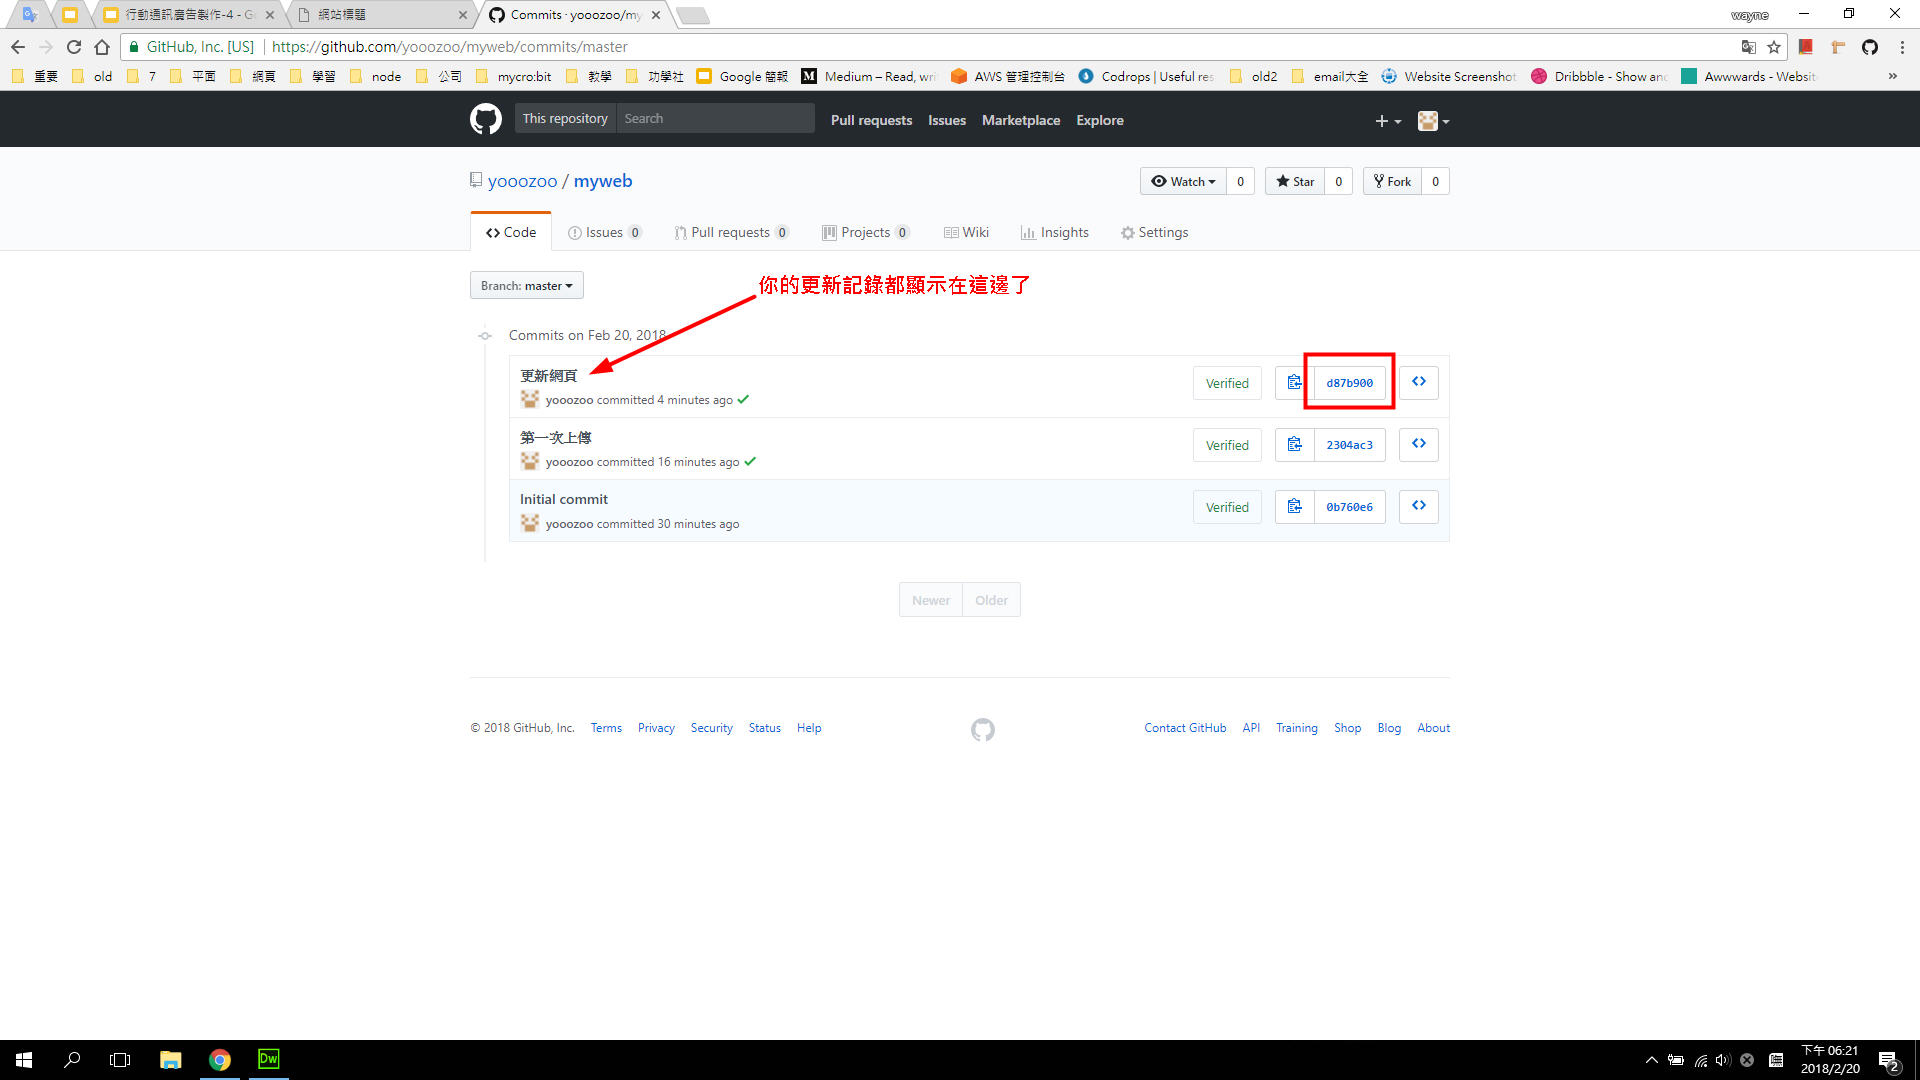 行動通訊廣告製作-4 - G
網站標題
Commits · yooozoo/my
wayne
GitHub, Inc. [US]
https://github.com/yooozoo/myweb/commits/master
重要 old 7 平面 網頁 學習 node 公司 mycro:bit 教學 功學社 Google 簡報 Medium – Read, wri AWS 管理控制台 Codrops | Useful res old2 email大全 Website Screenshot Dribbble - Show and Awwwards - Websit »
This repository Search Pull requests Issues Marketplace Explore
yooozoo / myweb
Watch 0 Star 0 Fork 0
Code Issues 0 Pull requests 0 Projects 0 Wiki Insights Settings
Branch: master
你的更新記錄都顯示在這邊了
Commits on Feb 20, 2018
更新網頁
yooozoo committed 4 minutes ago
Verified d87b900
第一次上傳
yooozoo committed 16 minutes ago
Verified 2304ac3
Initial commit
yooozoo committed 30 minutes ago
Verified 0b760e6
Newer Older
© 2018 GitHub, Inc. Terms Privacy Security Status Help
Contact GitHub API Training Shop Blog About
Dw
下午 06:21
2018/2/20
2